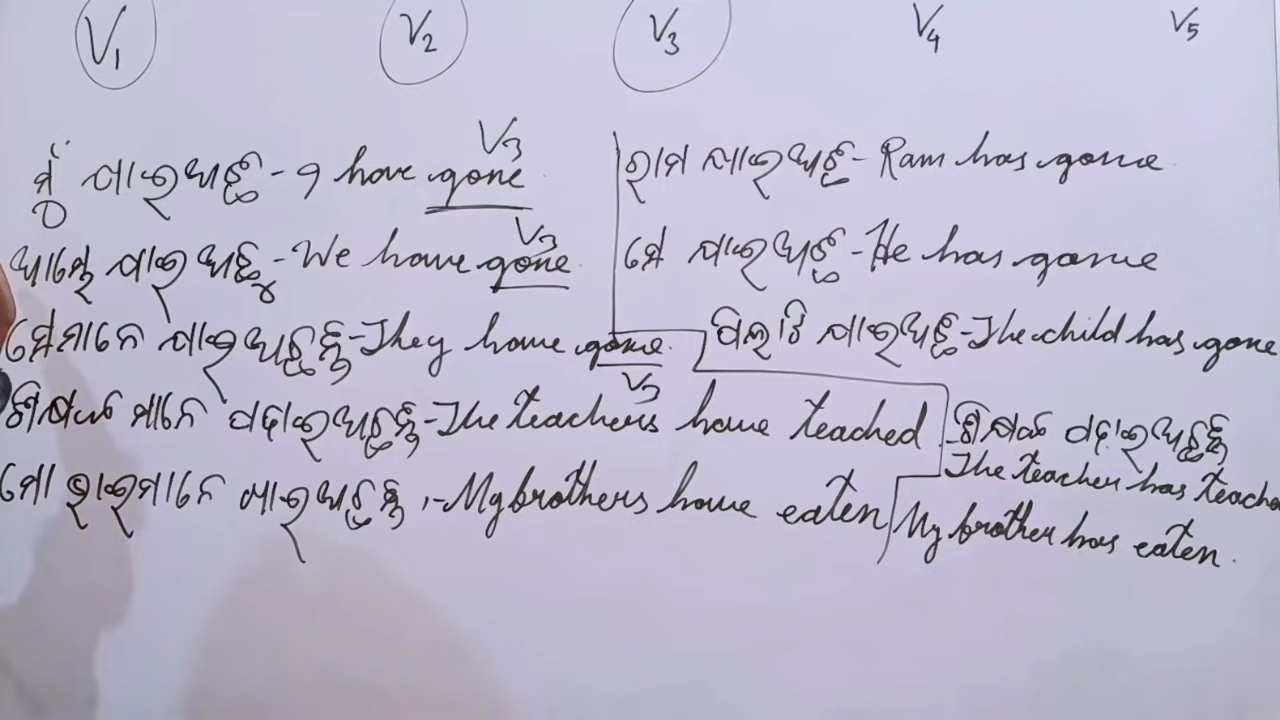 V1 V2 V3 V4 V5
V3
ମୁଁ ଯାଇଅଛି - I have gone
V3
ଆମ୍ଭେ ଯାଇଅଛୁ - We have gone
ସେମାନେ ଯାଇଅଛନ୍ତି - They have gone
V3
ଶିକ୍ଷକ ମାନେ ପଢାଇଅଛନ୍ତି - The teachers have teached
ମୋ ଭାଇମାନେ ଖାଇଅଛନ୍ତି - My brothers have eaten
ରାମ ଯାଇଅଛି - Ram has gone
ସେ ଯାଇଅଛି - He has gone
ପିଲାଟି ଯାଇଅଛି - The child has gone
ଶିକ୍ଷକ ପଢାଇଅଛନ୍ତି
The teacher has teache
My brother has eaten.